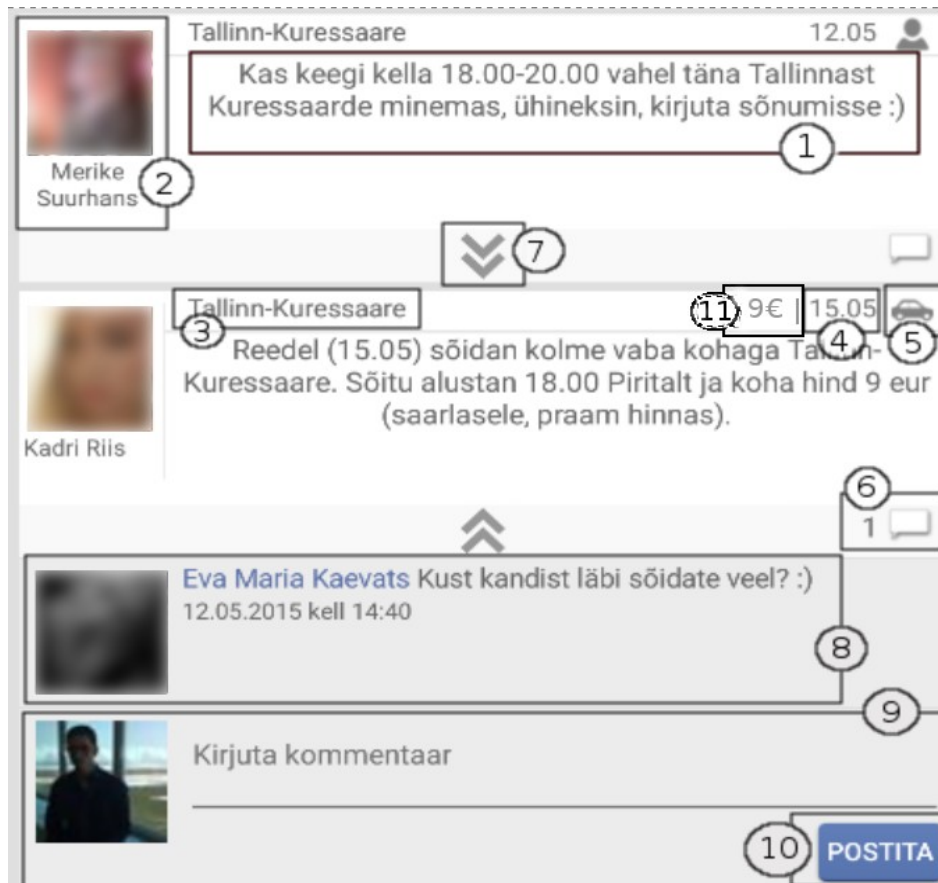 Tallinn-Kuressaare 12.05
Kas keegi kella 18.00-20.00 vahel täna Tallinnast
Kuressaarde minemas, ühineksin, kirjuta sõnumisse :)
1
Merike
Suurhans
2
7
Tallinn-Kuressaare
3
11
9€ | 15.05
4
5
Reedel (15.05) sõidan kolme vaba kohaga Tallinn-
Kuressaare. Sõitu alustan 18.00 Piritalt ja koha hind 9 eur
(saarlasele, praam hinnas).
Kadri Riis
6
1
Eva Maria Kaevats Kust kandist läbi sõidate veel? :)
12.05.2015 kell 14:40
8
9
Kirjuta kommentaar
10
POSTITA